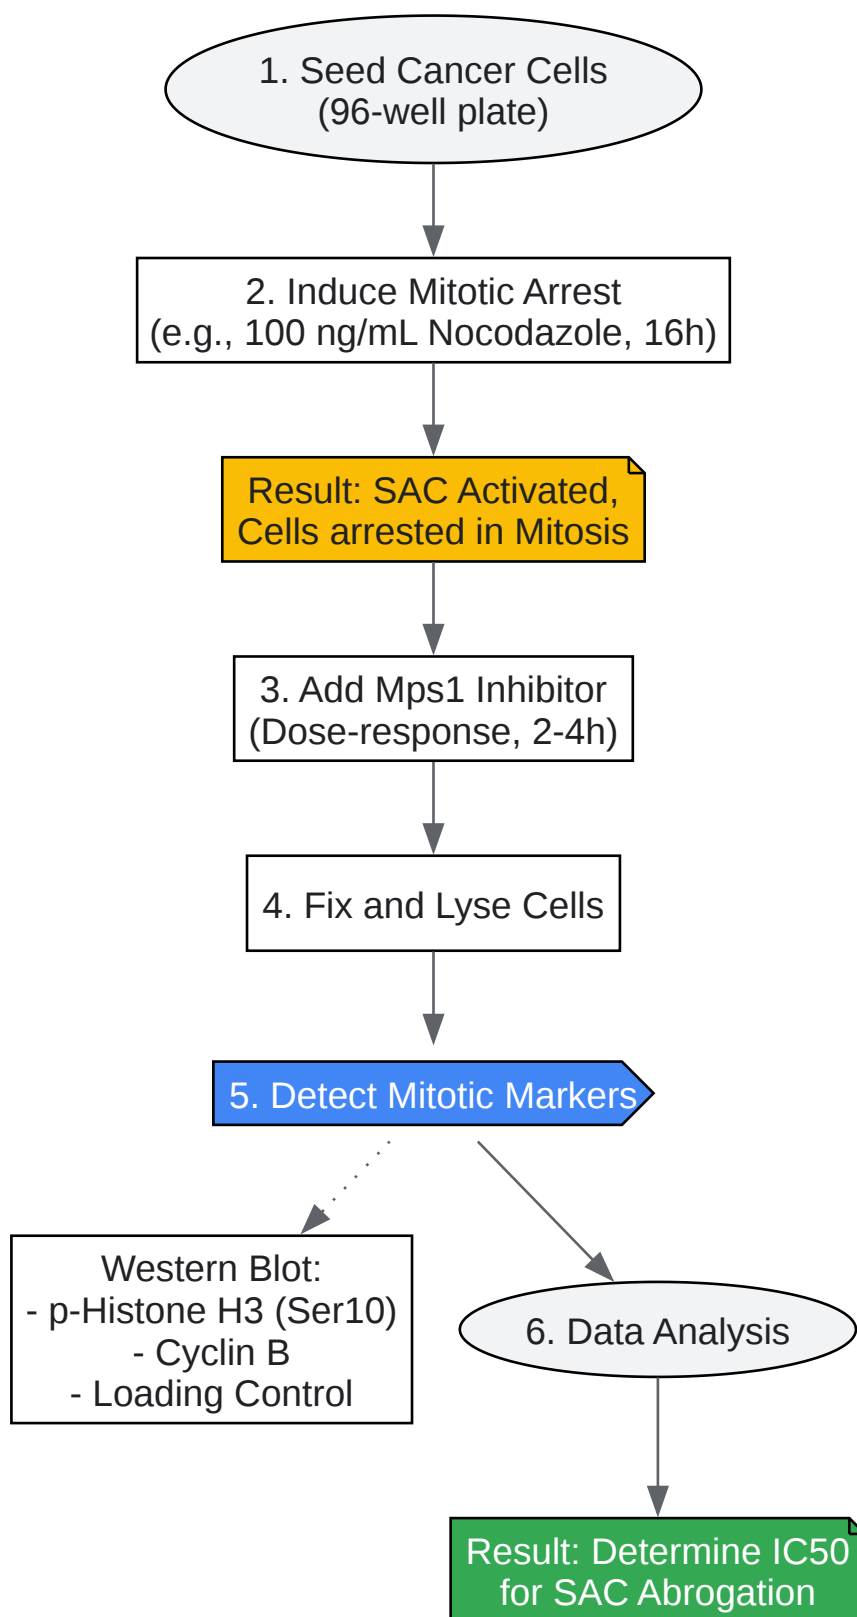 1. Seed Cancer Cells
(96-well plate)
2. Induce Mitotic Arrest
(e.g., 100 ng/mL Nocodazole, 16h)
Result: SAC Activated,
Cells arrested in Mitosis
3. Add Mps1 Inhibitor
(Dose-response, 2-4h)
4. Fix and Lyse Cells
5. Detect Mitotic Markers
Western Blot:
- p-Histone H3 (Ser10)
- Cyclin B
- Loading Control
6. Data Analysis
Result: Determine IC50
for SAC Abrogation